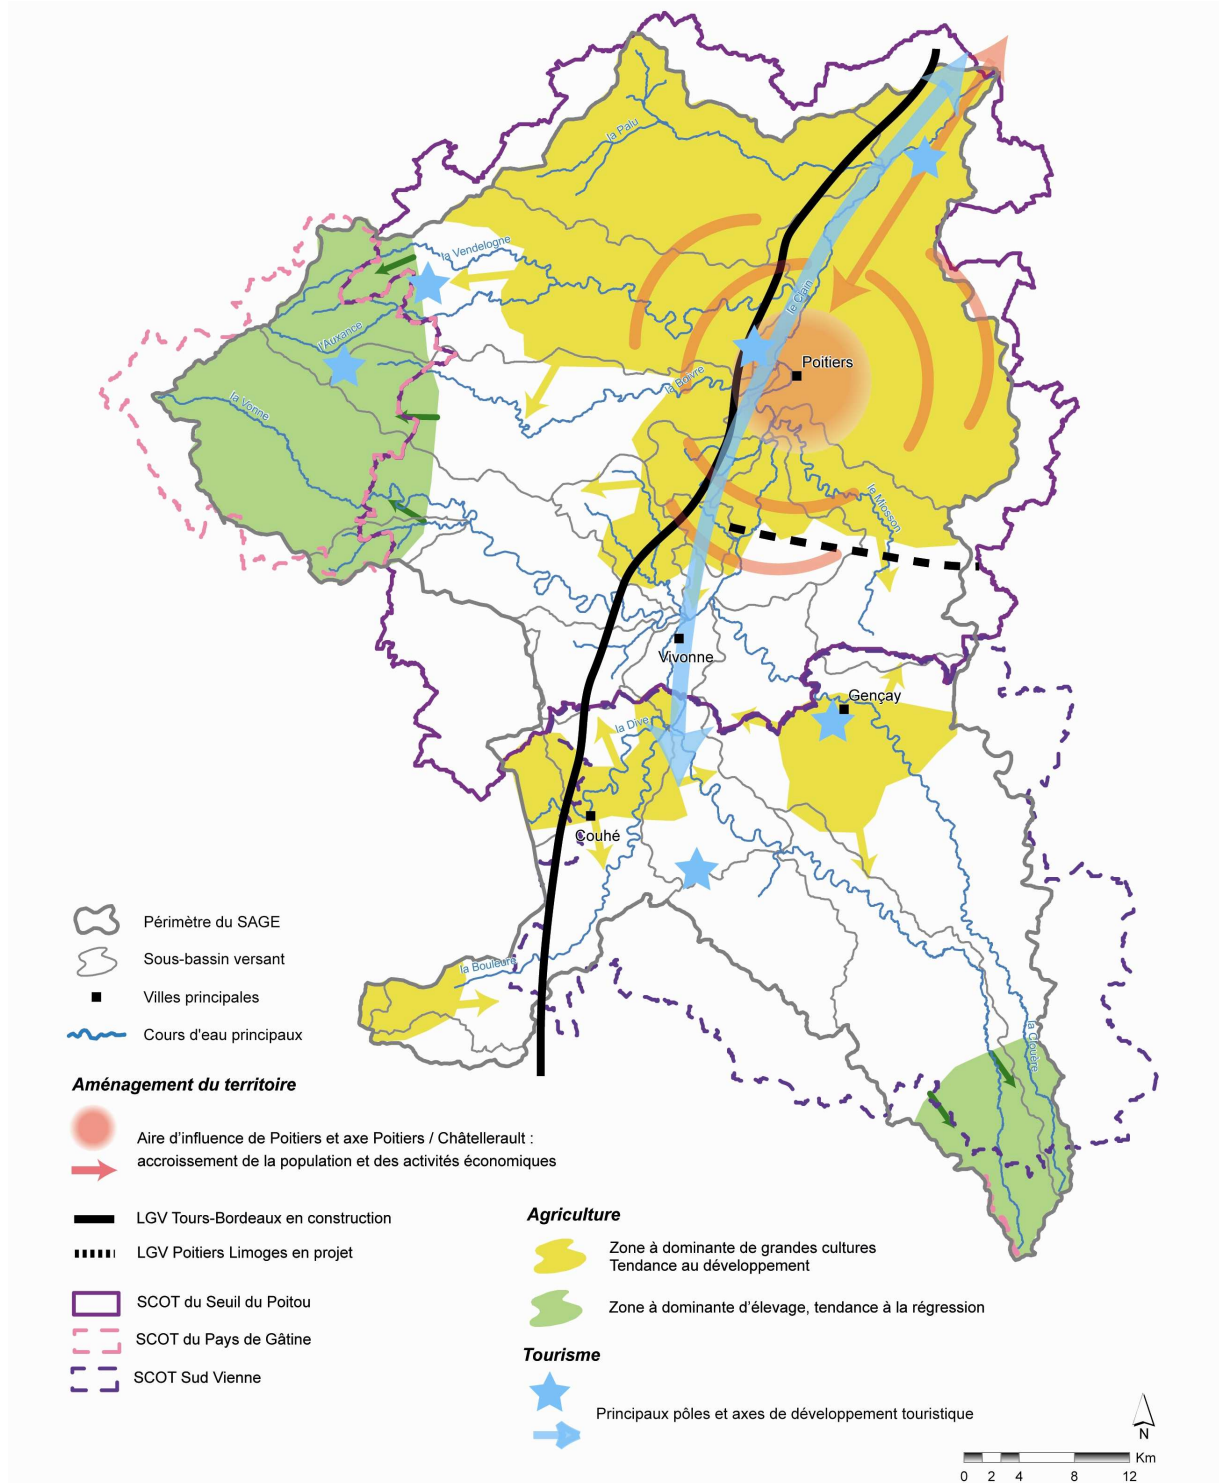 la Palu
la Vendelogne
le Clain
l'Auxance
Poitiers
la Boivre
la Vonne
le Miosson
Vivonne
Gençay
la Dive
Couhé
la Bouleure
la Clouère
Périmètre du SAGE
Sous-bassin versant
Villes principales
Cours d'eau principaux
Aménagement du territoire
Aire d'influence de Poitiers et axe Poitiers / Châtellerault :
accroissement de la population et des activités économiques
LGV Tours-Bordeaux en construction
LGV Poitiers Limoges en projet
SCOT du Seuil du Poitou
SCOT du Pays de Gâtine
SCOT Sud Vienne
Agriculture
Zone à dominante de grandes cultures
Tendance au développement
Zone à dominante d'élevage, tendance à la régression
Tourisme
Principaux pôles et axes de développement touristique
N
Km
0 2 4 8 12